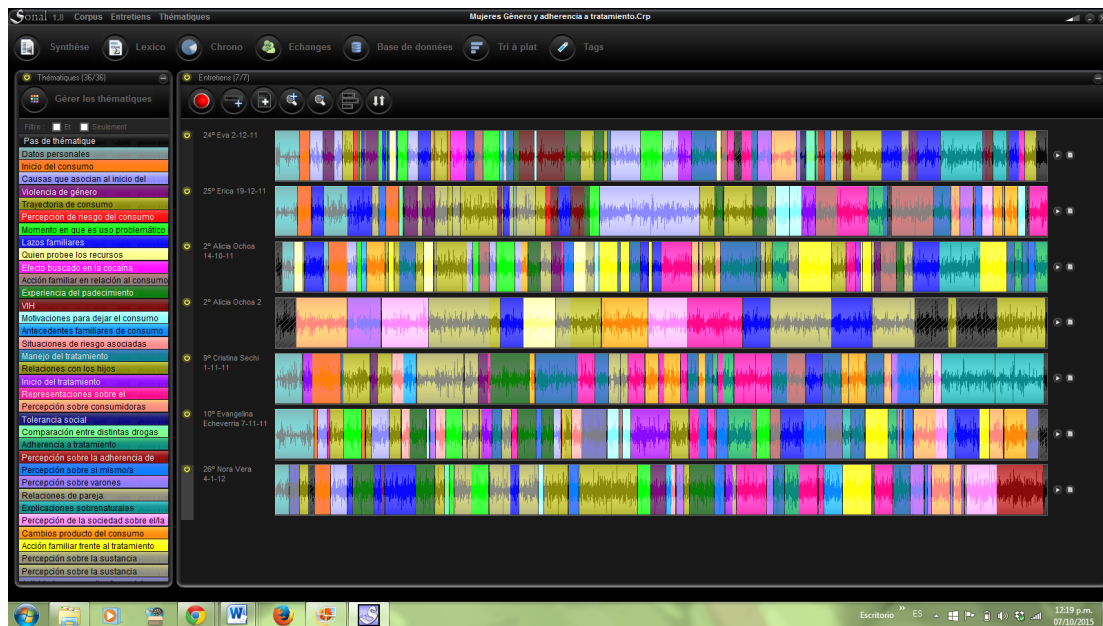 Sonal 1.8 Corpus Entretiens Thématiques
Mujeres Género y adherencia a tratamiento.Crp
Synthèse Lexico Chrono Echanges Base de données Tri à plat Tags
Thématiques (36/36)
Gérer les thématiques
Filtre Et Seulement
Pas de thématique
Datos personales
Inicio del consumo
Causas que asocian al inicio del
Violencia de género
Trayectoria de consumo
Percepción de riesgo del consumo
Momento en que es uso problemático
Lazos familiares
Quien probee los recursos
Efecto buscado en la cocaína
Acción familiar en relación al consumo
Experiencia del padecimiento
VIH
Motivaciones para dejar el consumo
Antecedentes familiares de consumo
Situaciones de riesgo asociadas
Manejo del tratamiento
Relaciones con los hijos
Inicio del tratamiento
Representaciones sobre el
Percepción sobre consumidoras
Tolerancia social
Comparación entre distintas drogas
Adherencia a tratamiento
Percepción sobre la adherencia de
Percepción sobre si mismo/a
Percepción sobre varones
Relaciones de pareja
Explicaciones sobrenaturales
Percepción de la sociedad sobre el/la
Cambios producto del consumo
Acción familiar frente al tratamiento
Percepción sobre la sustancia
Percepción sobre la sustancia
Entretiens (7/7)
24º Eva 2-12-11
25º Erica 19-12-11
2º Alicia Ochoa
14-10-11
2º Alicia Ochoa 2
9º Cristina Sechi
1-11-11
10º Evangelina
Echeverria 7-11-11
26º Nora Vera
4-1-12
Escritorio » ES
12:19 p.m.
07/10/2015